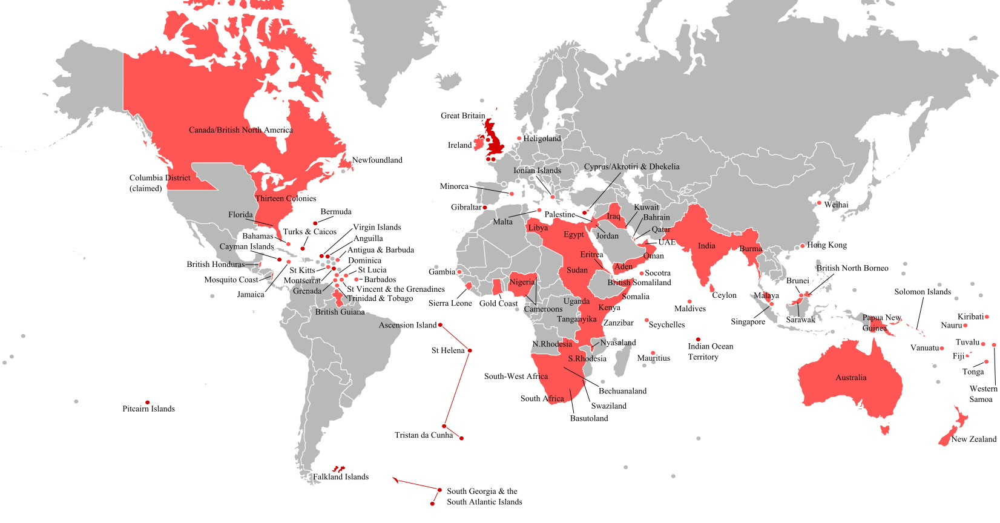 Great Britain
Canada/British North America
Heligoland
Ireland
Newfoundland
Cyprus/Akrotiri & Dhekelia
Ionian Islands
Columbia District
(claimed)
Minorca
Thirteen Colonies
Weihai
Gibraltar
Kuwait
Bermuda
Florida
Palestine
Iraq
Bahrain
Malta
Virgin Islands
Libya
Qatar
Turks & Caicos
Egypt
Jordan
Bahamas
Anguilla
UAE
Hong Kong
Cayman Islands
India
Burma
Antigua & Barbuda
Eritrea
Oman
Dominica
British Honduras
Aden
British North Borneo
St Kitts
St Lucia
Sudan
Gambia
Socotra
Mosquito Coast
Montserrat
Barbados
Nigeria
British Somaliland
Brunei
Grenada
St Vincent & the Grenadines
Solomon Islands
Jamaica
Trinidad & Tobago
Somalia
Ceylon
Malaya
Sierra Leone
Gold Coast
Uganda
Cameroons
Kenya
Maldives
British Guiana
Papua New
Guinea
Kiribati
Tanganyika
Sarawak
Singapore
Zanzibar
Ascension Island
Seychelles
Nauru
Nyasaland
Tuvalu
N.Rhodesia
Indian Ocean
Territory
Vanuatu
St Helena
S.Rhodesia
Mauritius
Fiji
Tonga
South-West Africa
Australia
Western
Samoa
Bechuanaland
South Africa
Swaziland
Pitcairn Islands
Basutoland
Tristan da Cunha
New Zealand
Falkland Islands
South Georgia & the
South Atlantic Islands